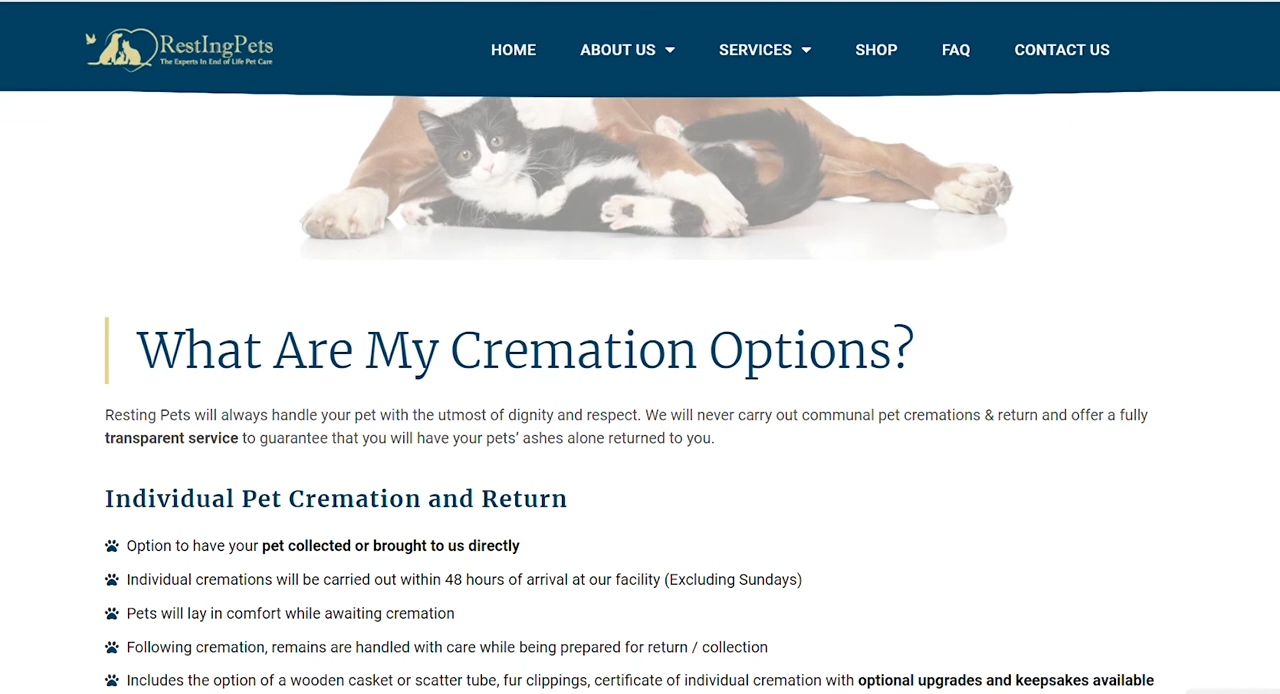 RestIngPets
The Experts In End of Life Pet Care
HOME
ABOUT US
SERVICES
SHOP
FAQ
CONTACT US
What Are My Cremation Options?
Resting Pets will always handle your pet with the utmost of dignity and respect. We will never carry out communal pet cremations & return and offer a fully
transparent service to guarantee that you will have your pets’ ashes alone returned to you.
Individual Pet Cremation and Return
Option to have your pet collected or brought to us directly
Individual cremations will be carried out within 48 hours of arrival at our facility (Excluding Sundays)
Pets will lay in comfort while awaiting cremation
Following cremation, remains are handled with care while being prepared for return / collection
Includes the option of a wooden casket or scatter tube, fur clippings, certificate of individual cremation with optional upgrades and keepsakes available